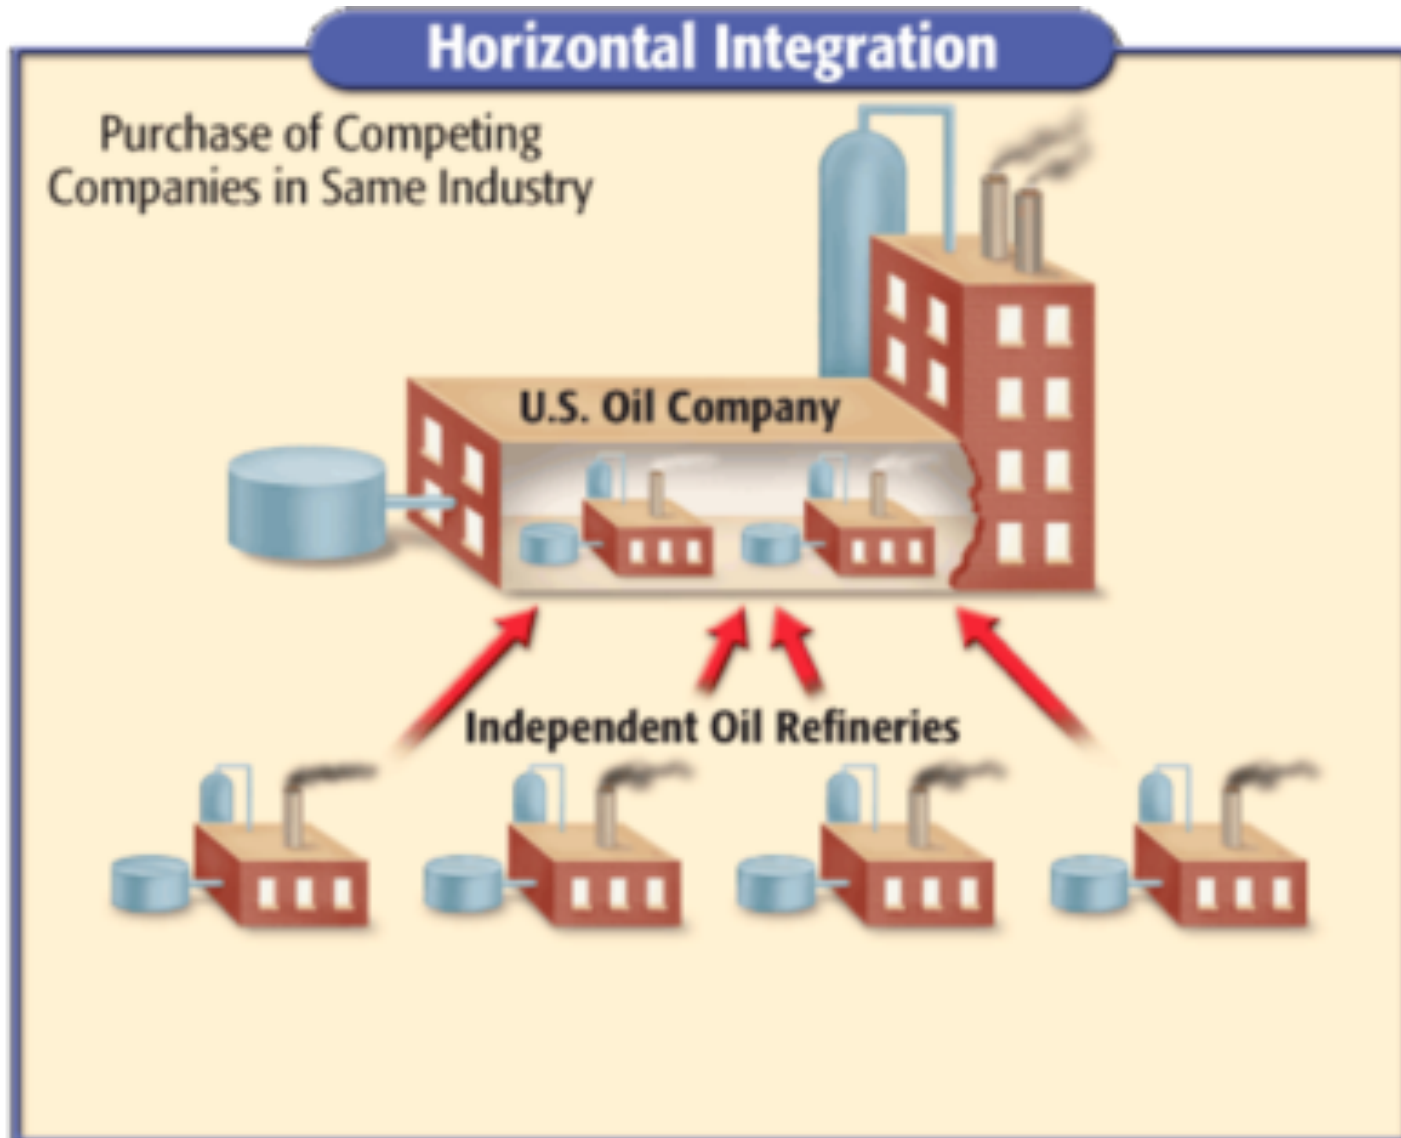 Horizontal Integration
Purchase of Competing
Companies in Same Industry
U.S. Oil Company
Independent Oil Refineries